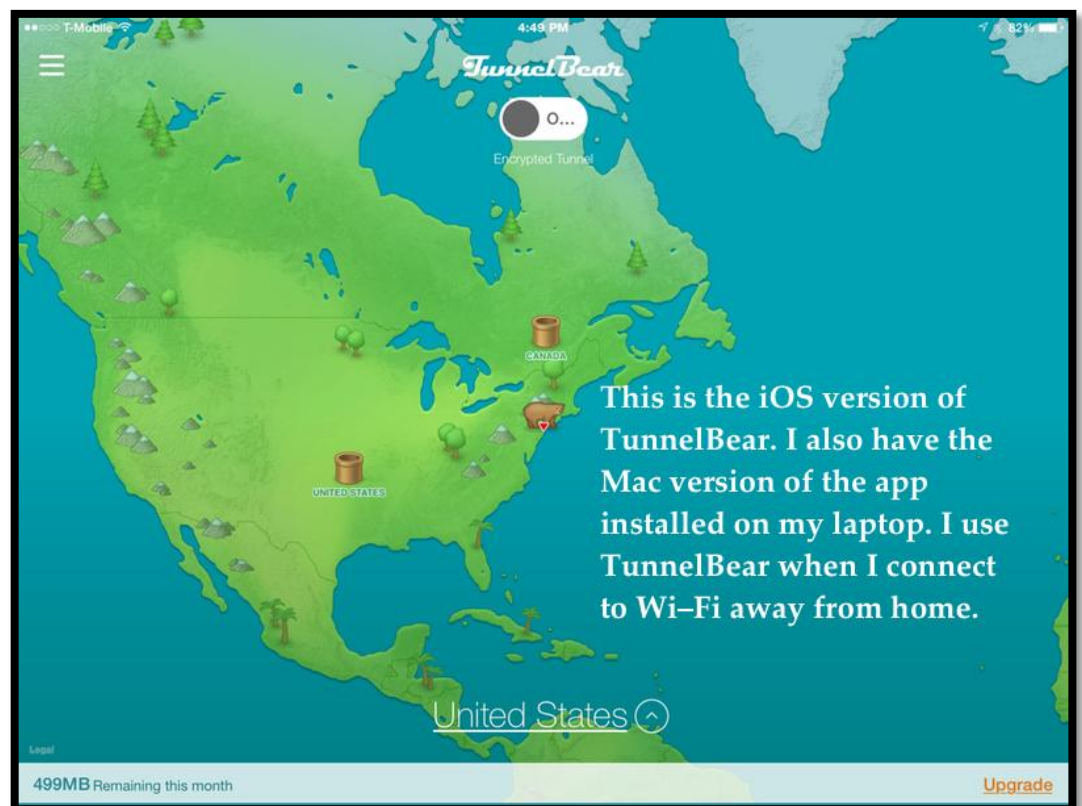 T-Mobile 4:49 PM 82%
TunnelBear
O...
Encrypted Tunnel
CANADA
This is the iOS version of
TunnelBear. I also have the
Mac version of the app
installed on my laptop. I use
TunnelBear when I connect
to Wi–Fi away from home.
UNITED STATES
United States
Legal
499MB Remaining this month Upgrade